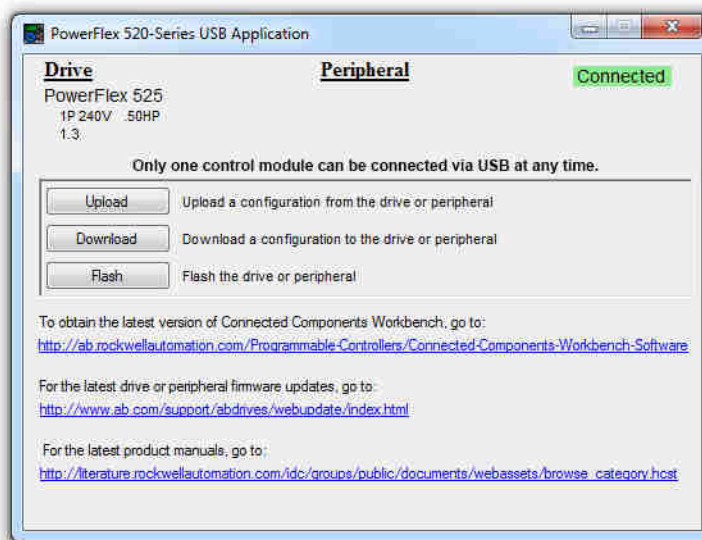 PowerFlex 520-Series USB Application
Drive
Peripheral
Connected
PowerFlex 525
1P 240V .50HP
1.3
Only one control module can be connected via USB at any time.
Upload
Upload a configuration from the drive or peripheral
Download
Download a configuration to the drive or peripheral
Flash
Flash the drive or peripheral
To obtain the latest version of Connected Components Workbench, go to:
http://ab.rockwellautomation.com/Programmable-Controllers/Connected-Components-Workbench-Software
For the latest drive or peripheral firmware updates, go to:
http://www.ab.com/support/abdrives/webupdate/index.html
For the latest product manuals, go to:
http://literature.rockwellautomation.com/idc/groups/public/documents/webassets/browse_category.hcst